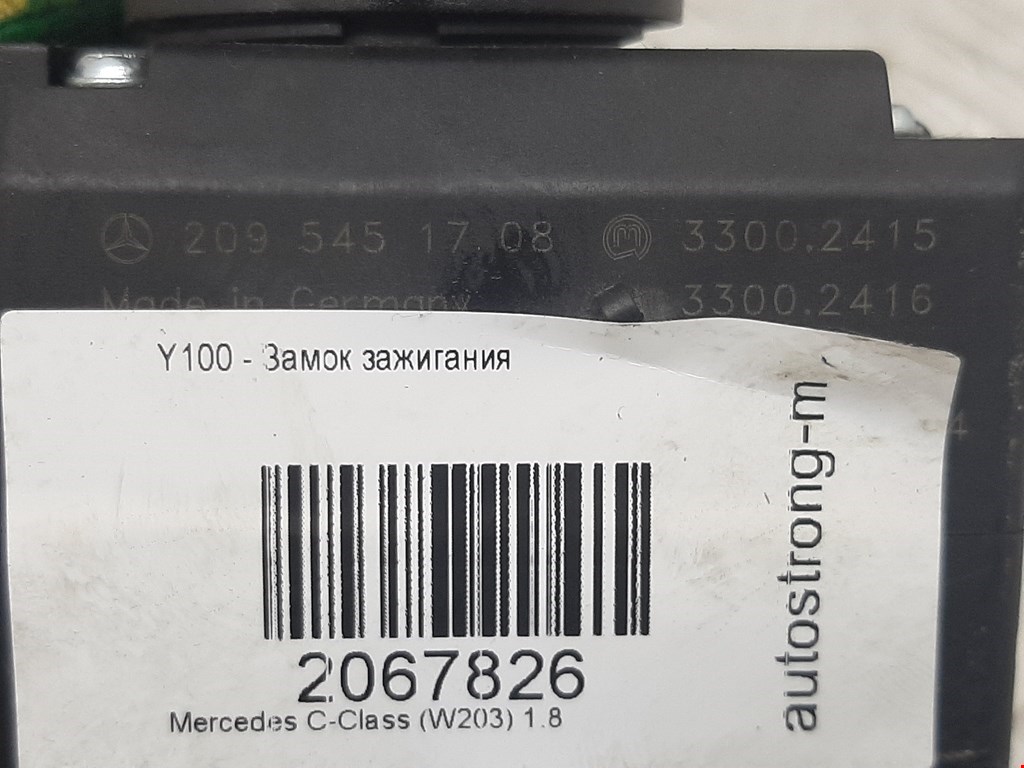 209 545 17 08 3300.2415
Made in Germany 3300.2416
Y100 - Замок зажигания
2067826
Mercedes C-Class (W203) 1.8
autostrong-m